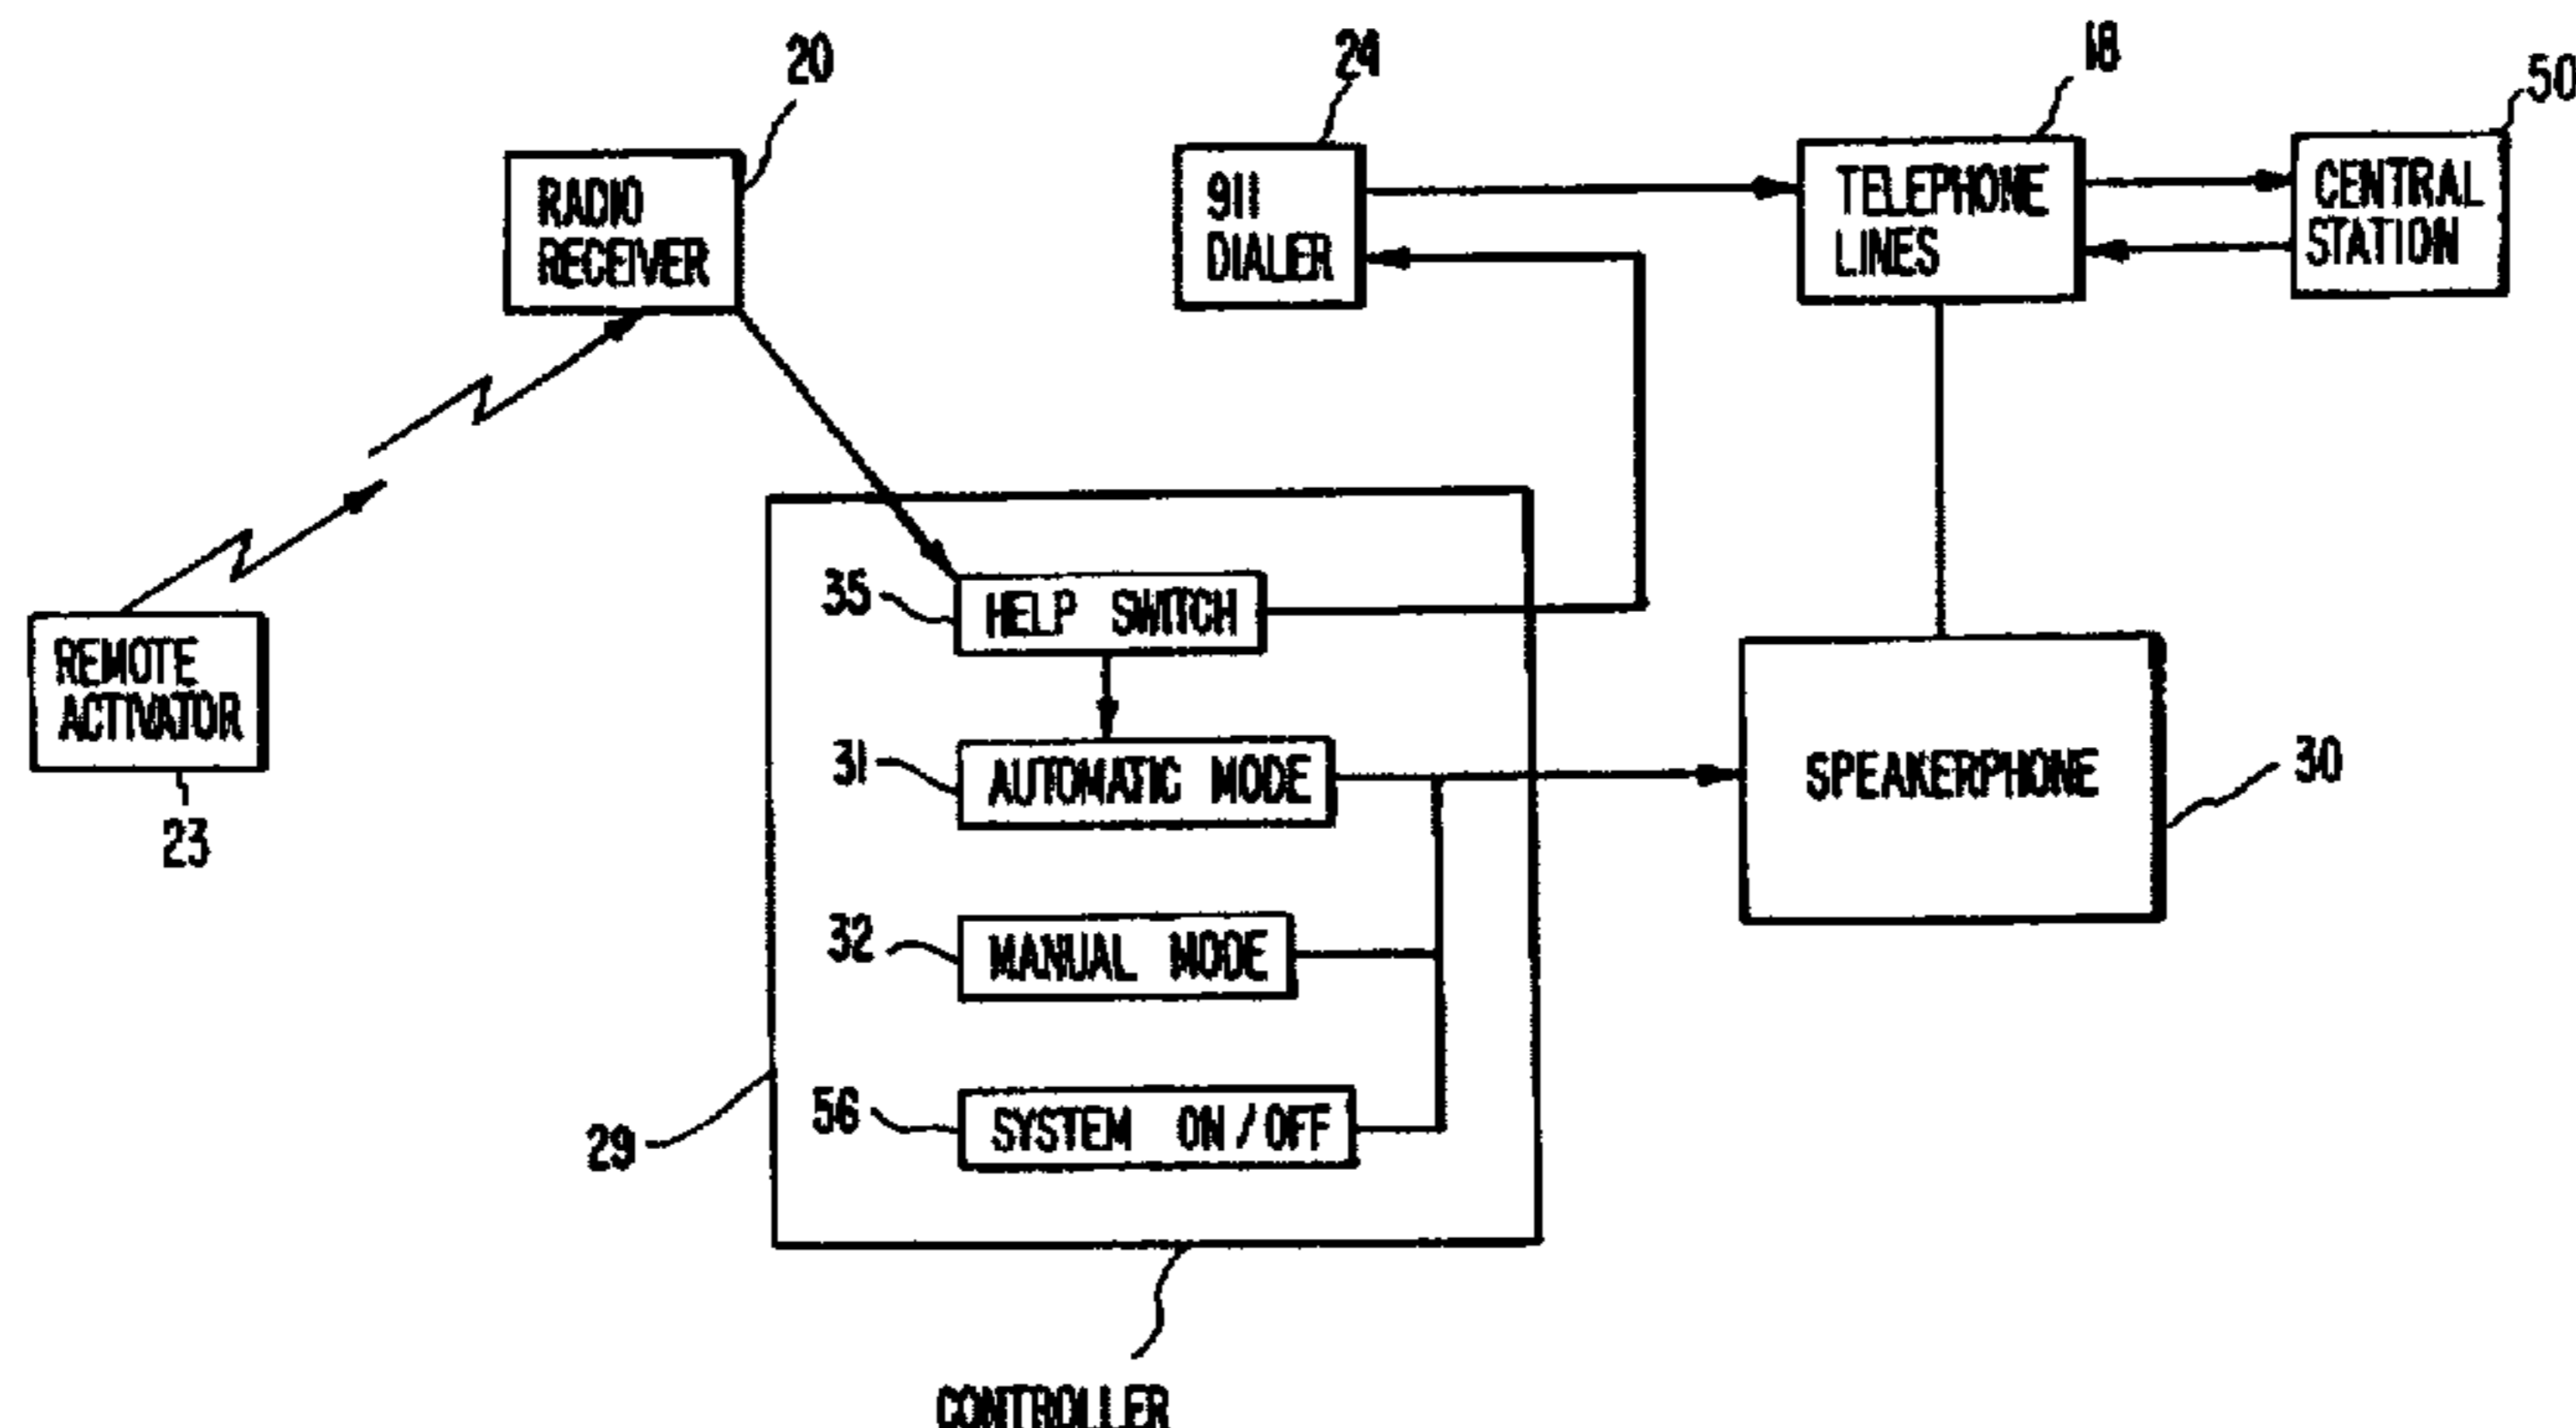 20
24
18
50
RADIO
RECEIVER
911
DIALER
TELEPHONE
LINES
CENTRAL
STATION
35
HELP SWITCH
REMOTE
ACTIVATOR
23
31
AUTOMATIC MODE
SPEAKERPHONE
30
32
MANUAL MODE
56
SYSTEM ON/OFF
29
CONTROLLER